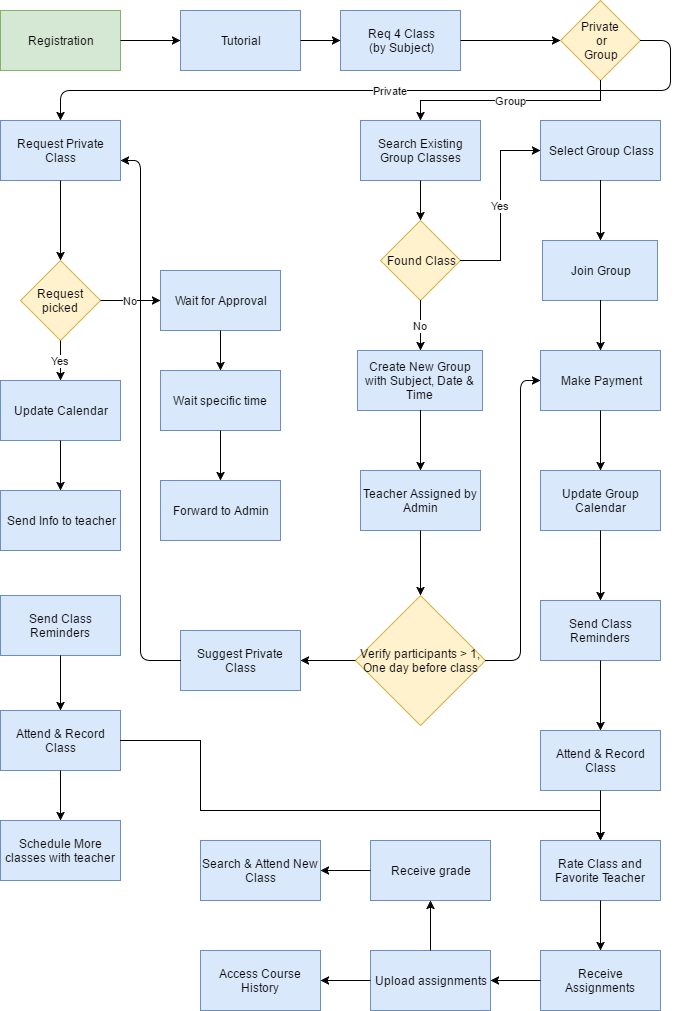 Registration
Tutorial
Req 4 Class
(by Subject)
Private
or
Group
Private
Group
Request Private
Class
Search Existing
Group Classes
Select Group Class
Yes
Found Class
Join Group
Request
picked
No
Wait for Approval
No
Yes
Create New Group
with Subject, Date &
Time
Make Payment
Update Calendar
Wait specific time
Teacher Assigned by
Admin
Update Group
Calendar
Send Info to teacher
Forward to Admin
Send Class
Reminders
Send Class
Reminders
Suggest Private
Class
Verify participants > 1,
One day before class
Attend & Record
Class
Attend & Record
Class
Schedule More
classes with teacher
Search & Attend New
Class
Receive grade
Rate Class and
Favorite Teacher
Access Course
History
Upload assignments
Receive
Assignments